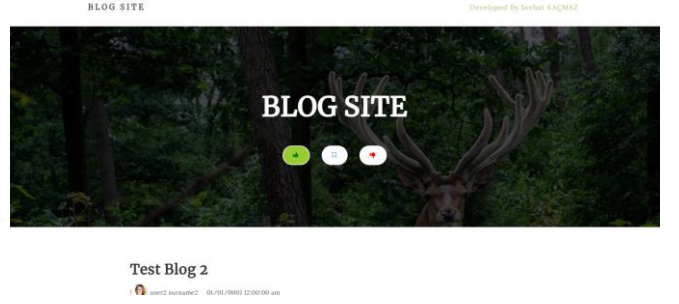 BLOG SITE
Developed By Serhat KAÇMAZ
BLOG SITE
Test Blog 2
user2 surname2 01/01/0001 12:00:00 am